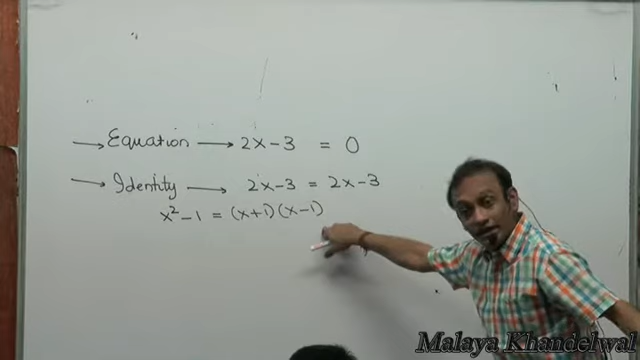 → Equation → 2x-3 = 0
→ Identity → 2x-3 = 2x-3
x²-1 = (x+1)(x-1)
Malaya Khandelwal